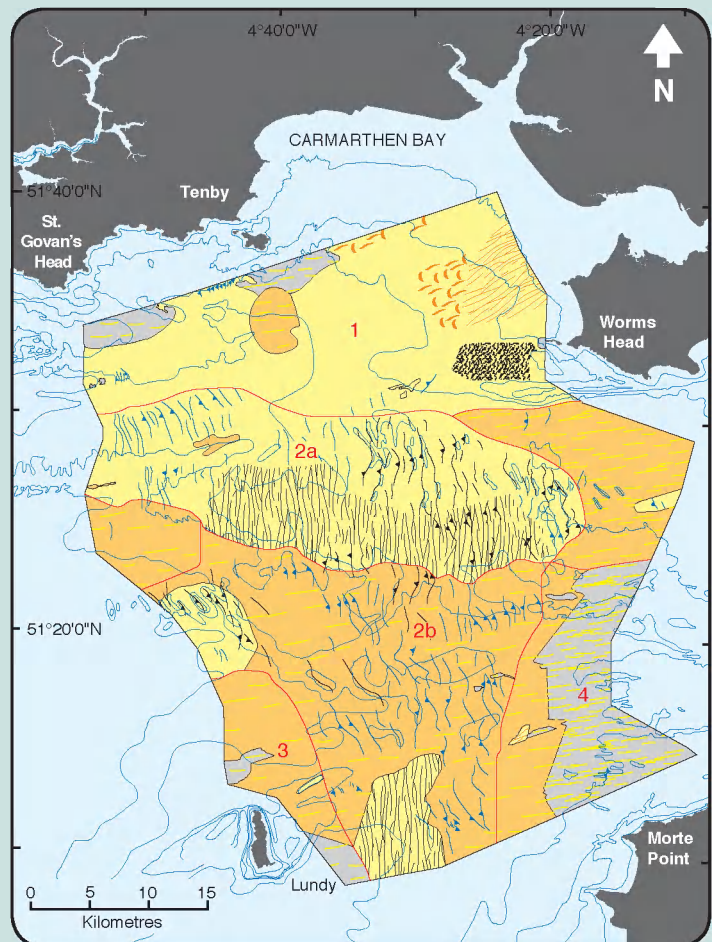 4°40'0"W
4°20'0"W
N
CARMARTHEN BAY
51°40'0"N
Tenby
St.
Govan's
Head
1
Worms
Head
2a
51°20'0"N
2b
4
3
Morte
Point
Lundy
0 5 10 15
Kilometres